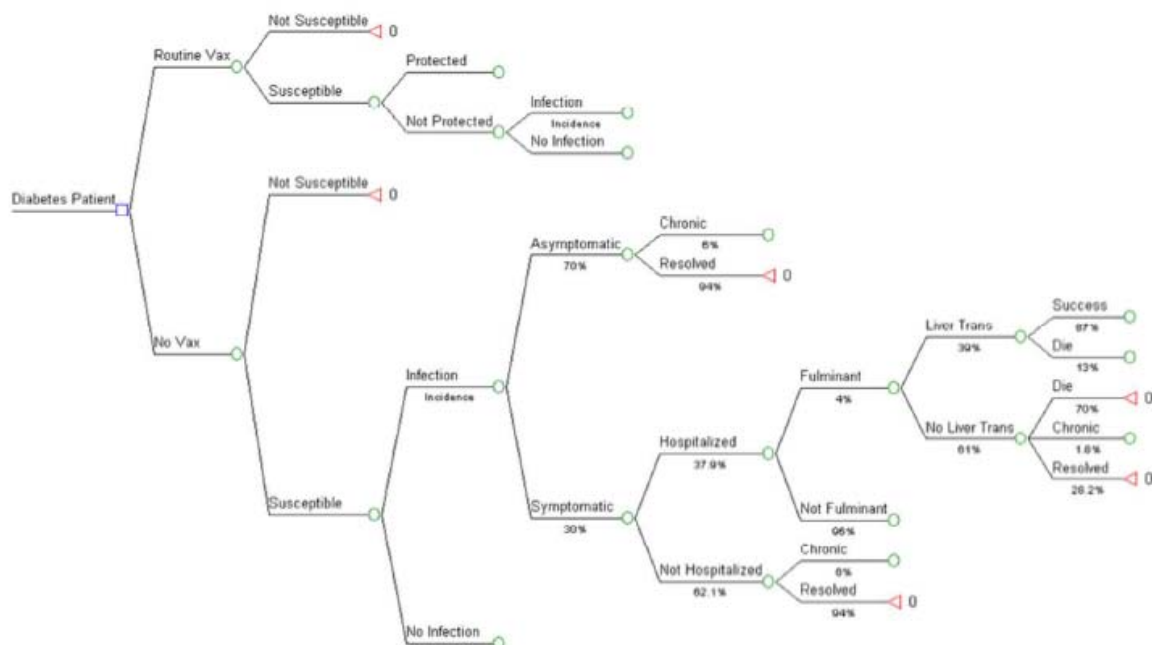 Not Susceptible
0
Routine Vax
Protected
Susceptible
Infection
Incidence
Not Protected
No Infection
Not Susceptible
0
Diabetes Patient
Chronic
6%
Asymptomatic
70%
Resolved
94%
0
Success
87%
Liver Trans
39%
Die
13%
No Vax
Infection
Incidence
Fulminant
4%
Die
70%
0
No Liver Trans
61%
Chronic
1.8%
Hospitalized
37.9%
Resolved
28.2%
0
Susceptible
Symptomatic
30%
Not Fulminant
96%
Chronic
6%
Not Hospitalized
62.1%
Resolved
94%
0
No Infection